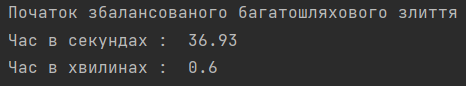 Початок збалансованого багатошляхового злиття
Час в секундах :  36.93
Час в хвилинах :  0.6